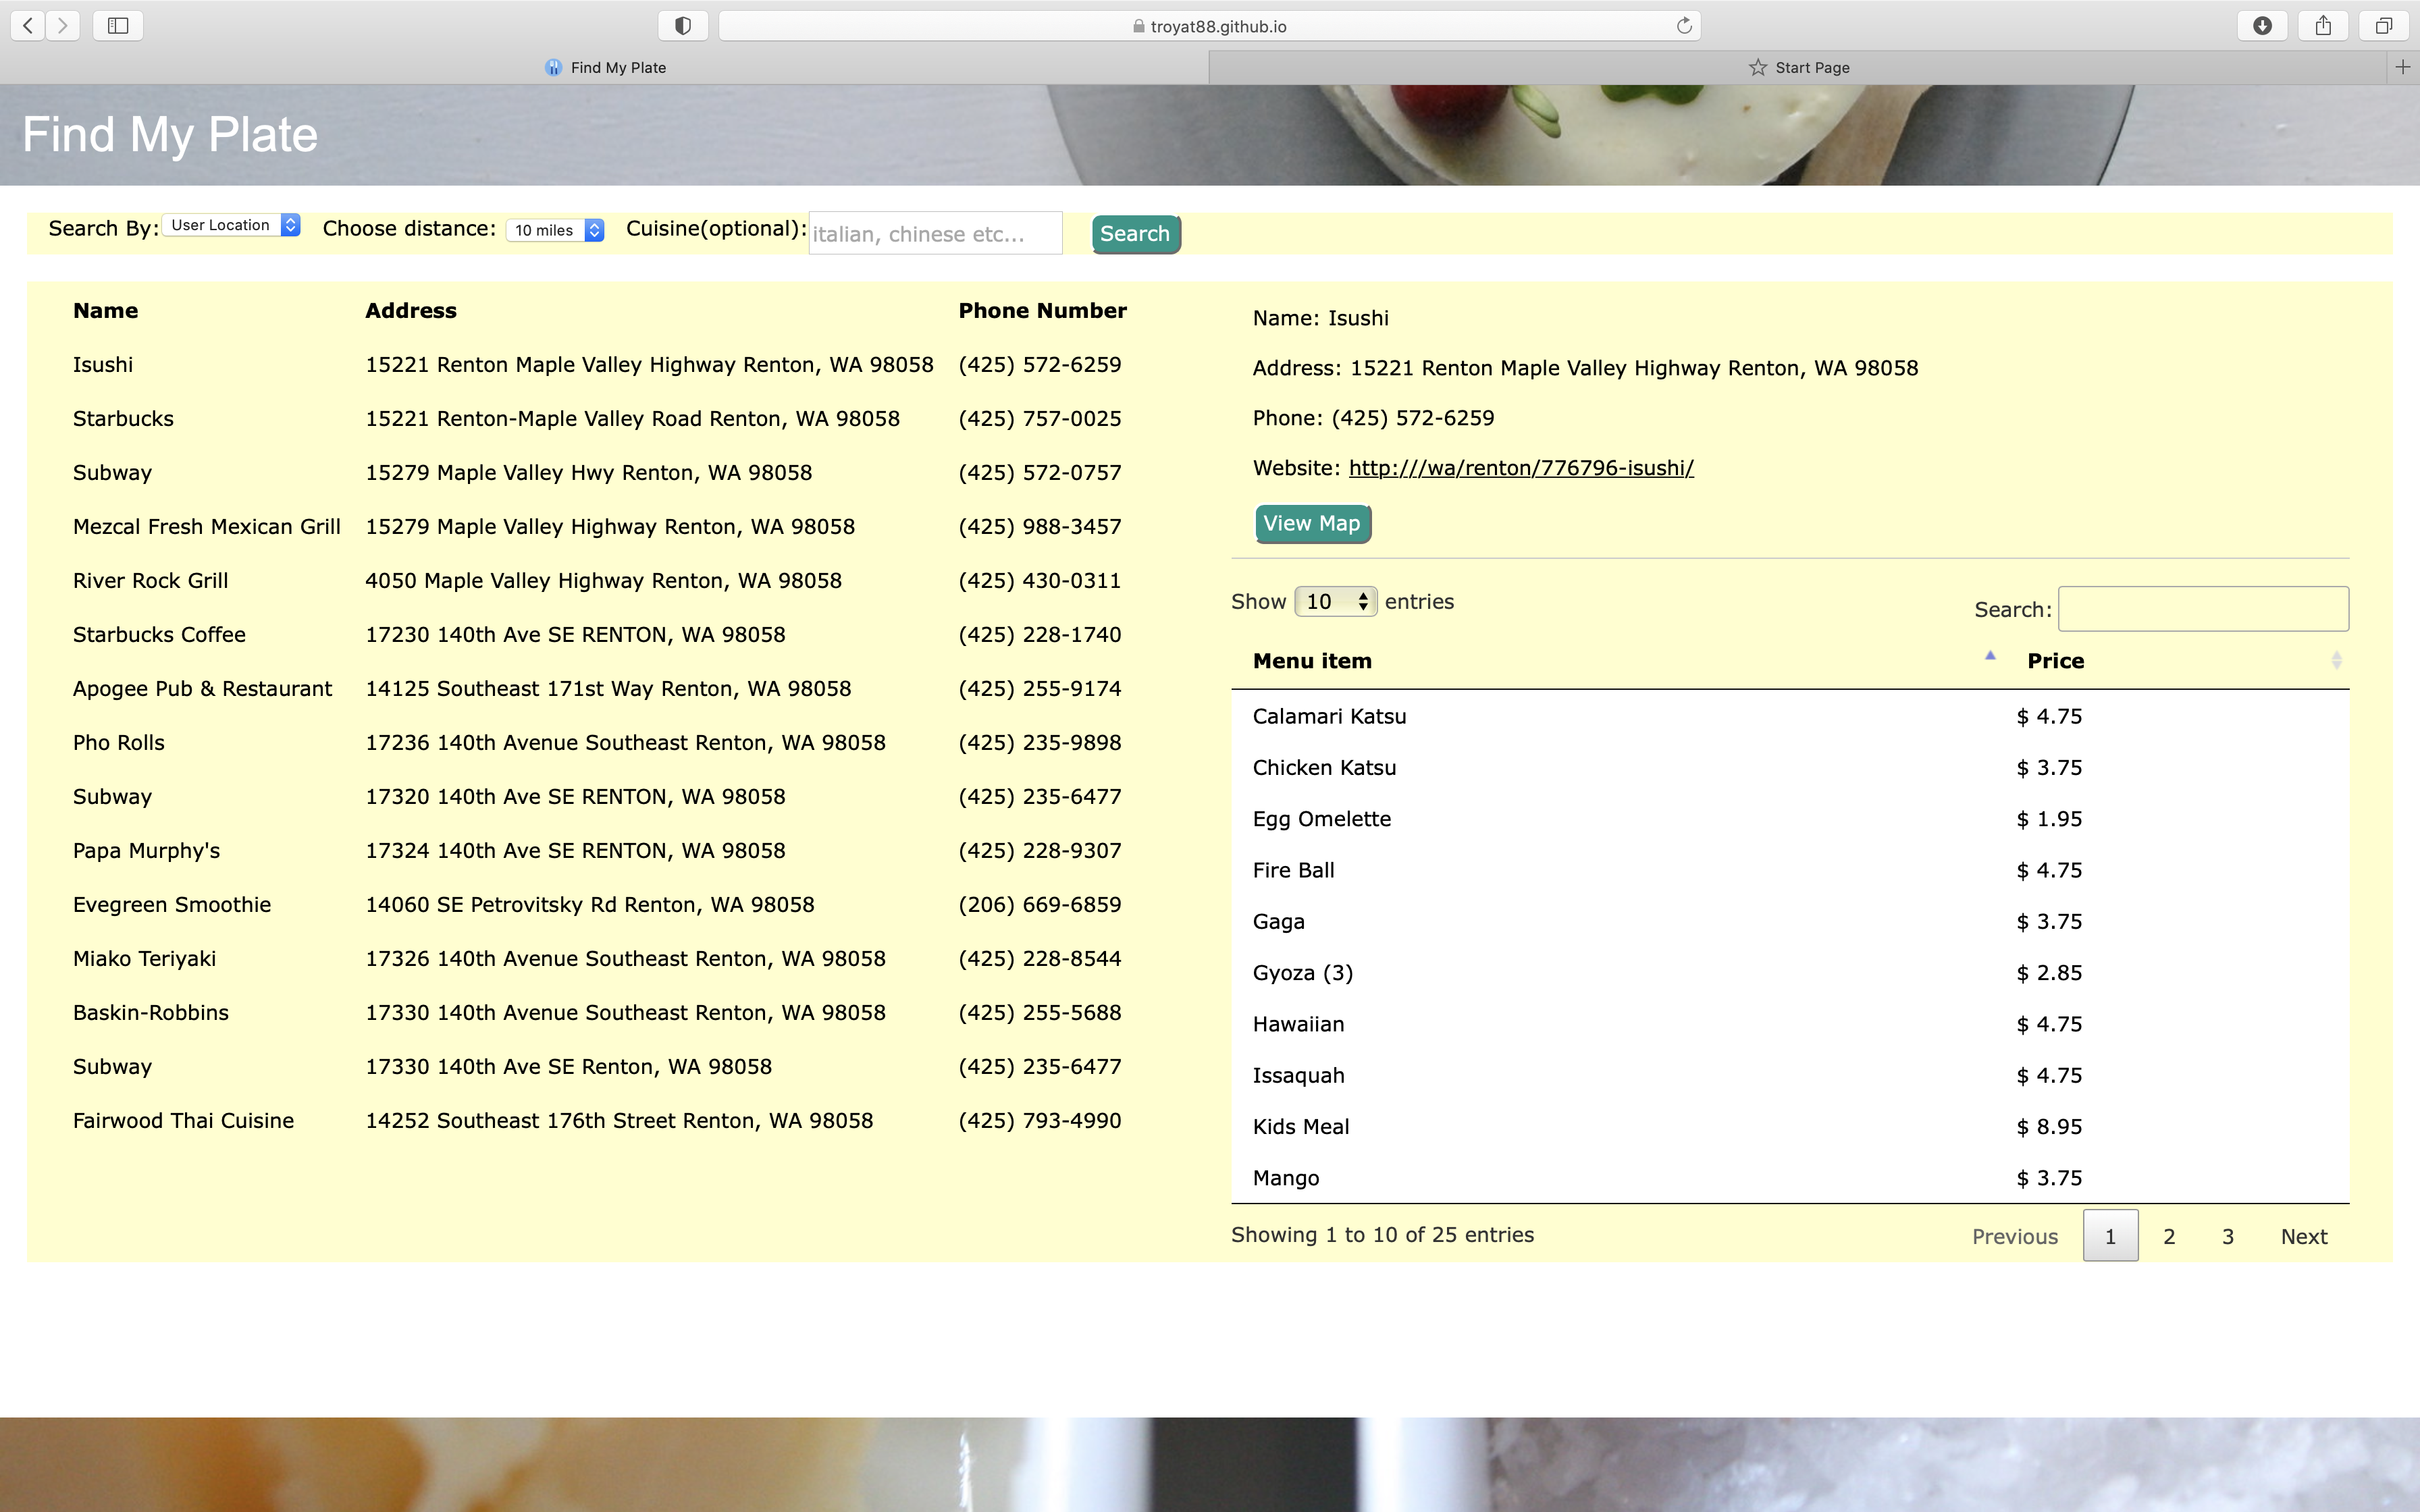 troyat88.github.io
Find My Plate
Start Page
Find My Plate
Search By: User Location Choose distance: 10 miles Cuisine(optional): italian, chinese etc... Search
Name Address Phone Number
Isushi 15221 Renton Maple Valley Highway Renton, WA 98058 (425) 572-6259
Starbucks 15221 Renton-Maple Valley Road Renton, WA 98058 (425) 757-0025
Subway 15279 Maple Valley Hwy Renton, WA 98058 (425) 572-0757
Mezcal Fresh Mexican Grill 15279 Maple Valley Highway Renton, WA 98058 (425) 988-3457
River Rock Grill 4050 Maple Valley Highway Renton, WA 98058 (425) 430-0311
Starbucks Coffee 17230 140th Ave SE RENTON, WA 98058 (425) 228-1740
Apogee Pub & Restaurant 14125 Southeast 171st Way Renton, WA 98058 (425) 255-9174
Pho Rolls 17236 140th Avenue Southeast Renton, WA 98058 (425) 235-9898
Subway 17320 140th Ave SE RENTON, WA 98058 (425) 235-6477
Papa Murphy's 17324 140th Ave SE RENTON, WA 98058 (425) 228-9307
Evegreen Smoothie 14060 SE Petrovitsky Rd Renton, WA 98058 (206) 669-6859
Miako Teriyaki 17326 140th Avenue Southeast Renton, WA 98058 (425) 228-8544
Baskin-Robbins 17330 140th Avenue Southeast Renton, WA 98058 (425) 255-5688
Subway 17330 140th Ave SE Renton, WA 98058 (425) 235-6477
Fairwood Thai Cuisine 14252 Southeast 176th Street Renton, WA 98058 (425) 793-4990
Name: Isushi
Address: 15221 Renton Maple Valley Highway Renton, WA 98058
Phone: (425) 572-6259
Website: http:///wa/renton/776796-isushi/
View Map
Show 10 entries Search:
Menu item Price
Calamari Katsu $ 4.75
Chicken Katsu $ 3.75
Egg Omelette $ 1.95
Fire Ball $ 4.75
Gaga $ 3.75
Gyoza (3) $ 2.85
Hawaiian $ 4.75
Issaquah $ 4.75
Kids Meal $ 8.95
Mango $ 3.75
Showing 1 to 10 of 25 entries Previous 1 2 3 Next